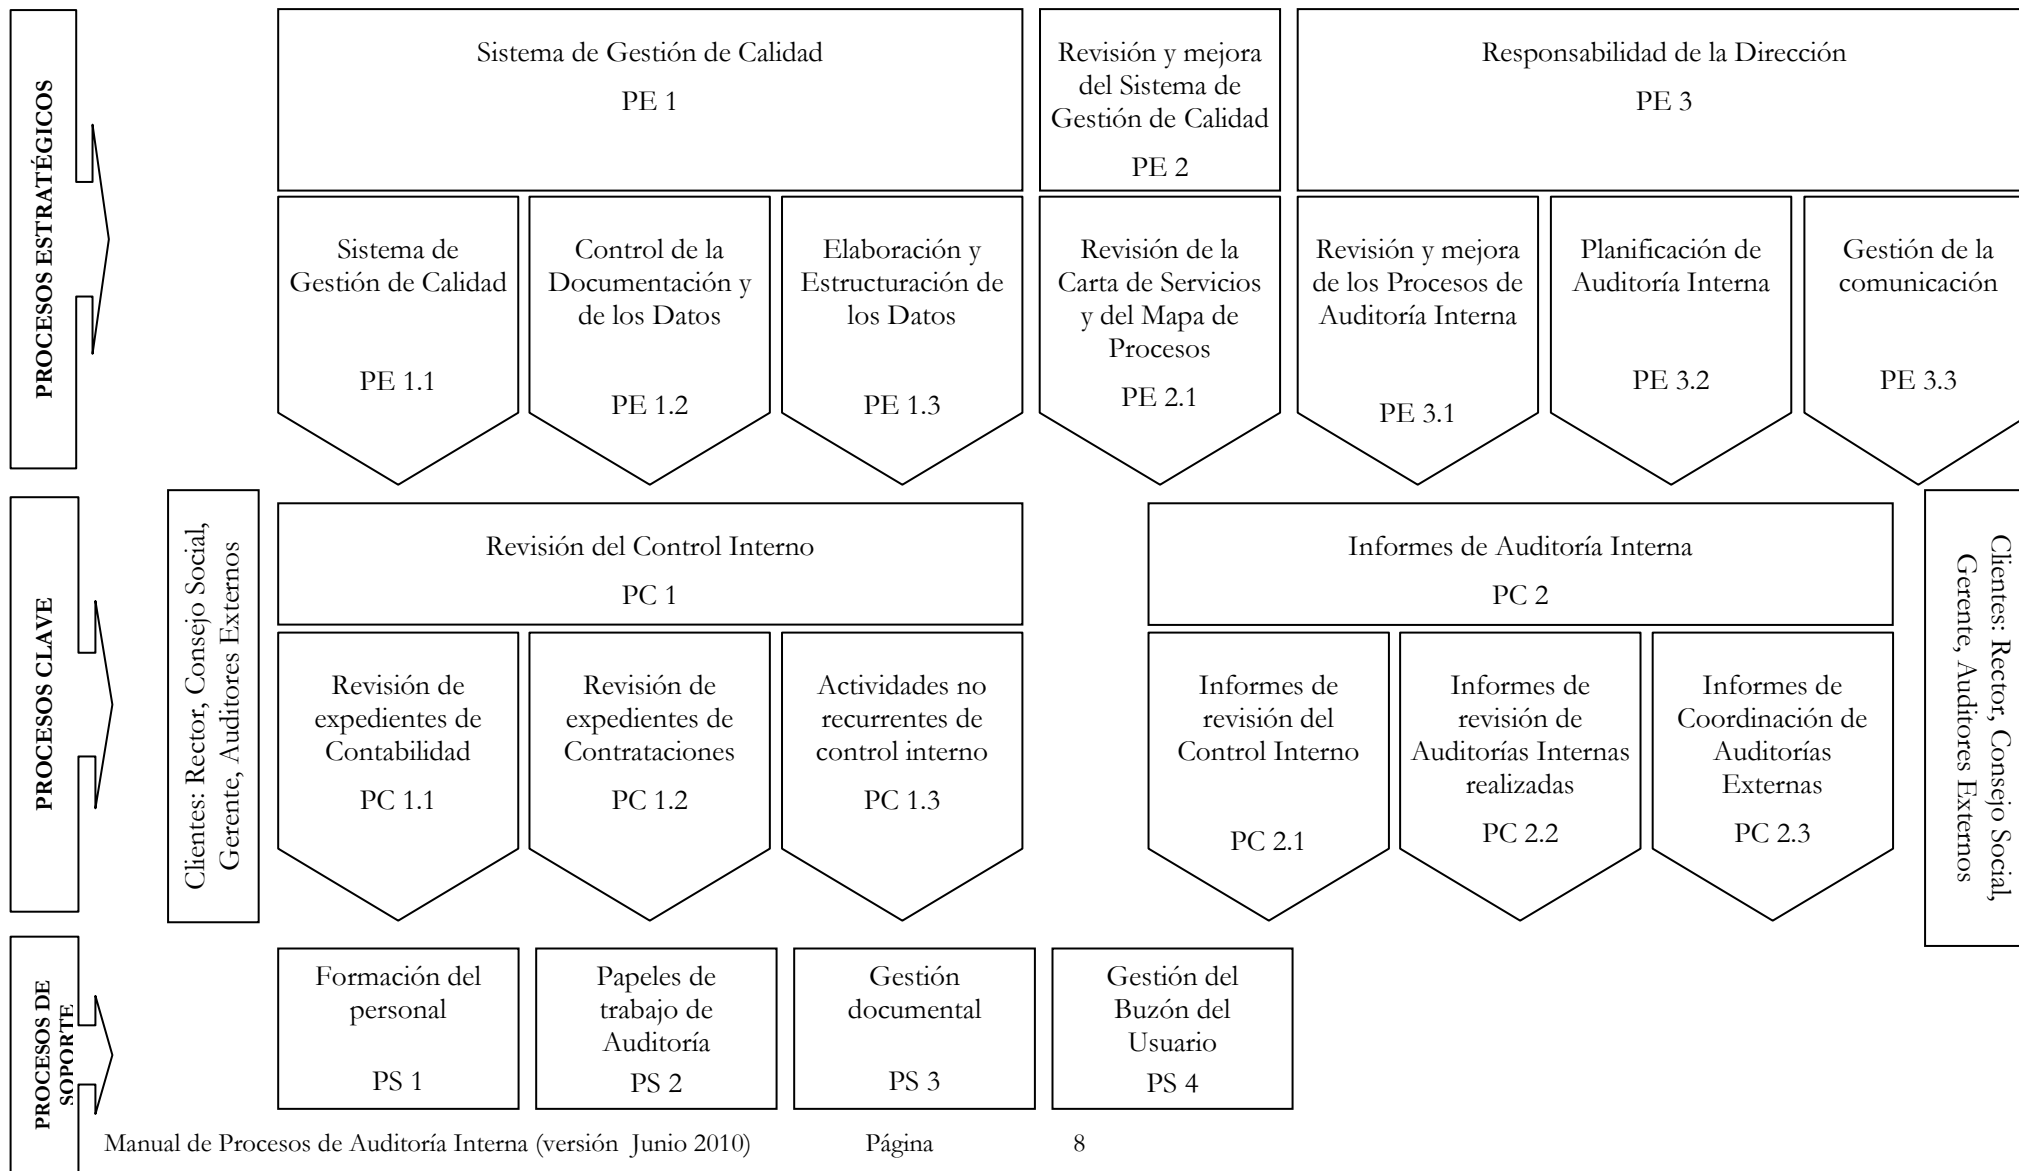 PROCESOS ESTRATÉGICOS
Sistema de Gestión de Calidad
PE 1
Revisión y mejora
del Sistema de
Gestión de Calidad
PE 2
Responsabilidad de la Dirección
PE 3
Sistema de
Gestión de Calidad
PE 1.1
Control de la
Documentación y
de los Datos
PE 1.2
Elaboración y
Estructuración de
los Datos
PE 1.3
Revisión de la
Carta de Servicios
y del Mapa de
Procesos
PE 2.1
Revisión y mejora
de los Procesos de
Auditoría Interna
PE 3.1
Planificación de
Auditoría Interna
PE 3.2
Gestión de la
comunicación
PE 3.3
PROCESOS CLAVE
Clientes: Rector, Consejo Social,
Gerente, Auditores Externos
Revisión del Control Interno
PC 1
Informes de Auditoría Interna
PC 2
Revisión de
expedientes de
Contabilidad
PC 1.1
Revisión de
expedientes de
Contrataciones
PC 1.2
Actividades no
recurrentes de
control interno
PC 1.3
Informes de
revisión del
Control Interno
PC 2.1
Informes de
revisión de
Auditorías Internas
realizadas
PC 2.2
Informes de
Coordinación de
Auditorías
Externas
PC 2.3
Clientes: Rector, Consejo Social,
Gerente, Auditores Externos
PROCESOS DE
SOPORTE
Formación del
personal
PS 1
Papeles de
trabajo de
Auditoría
PS 2
Gestión
documental
PS 3
Gestión del
Buzón del
Usuario
PS 4
Manual de Procesos de Auditoría Interna (versión Junio 2010) Página 8